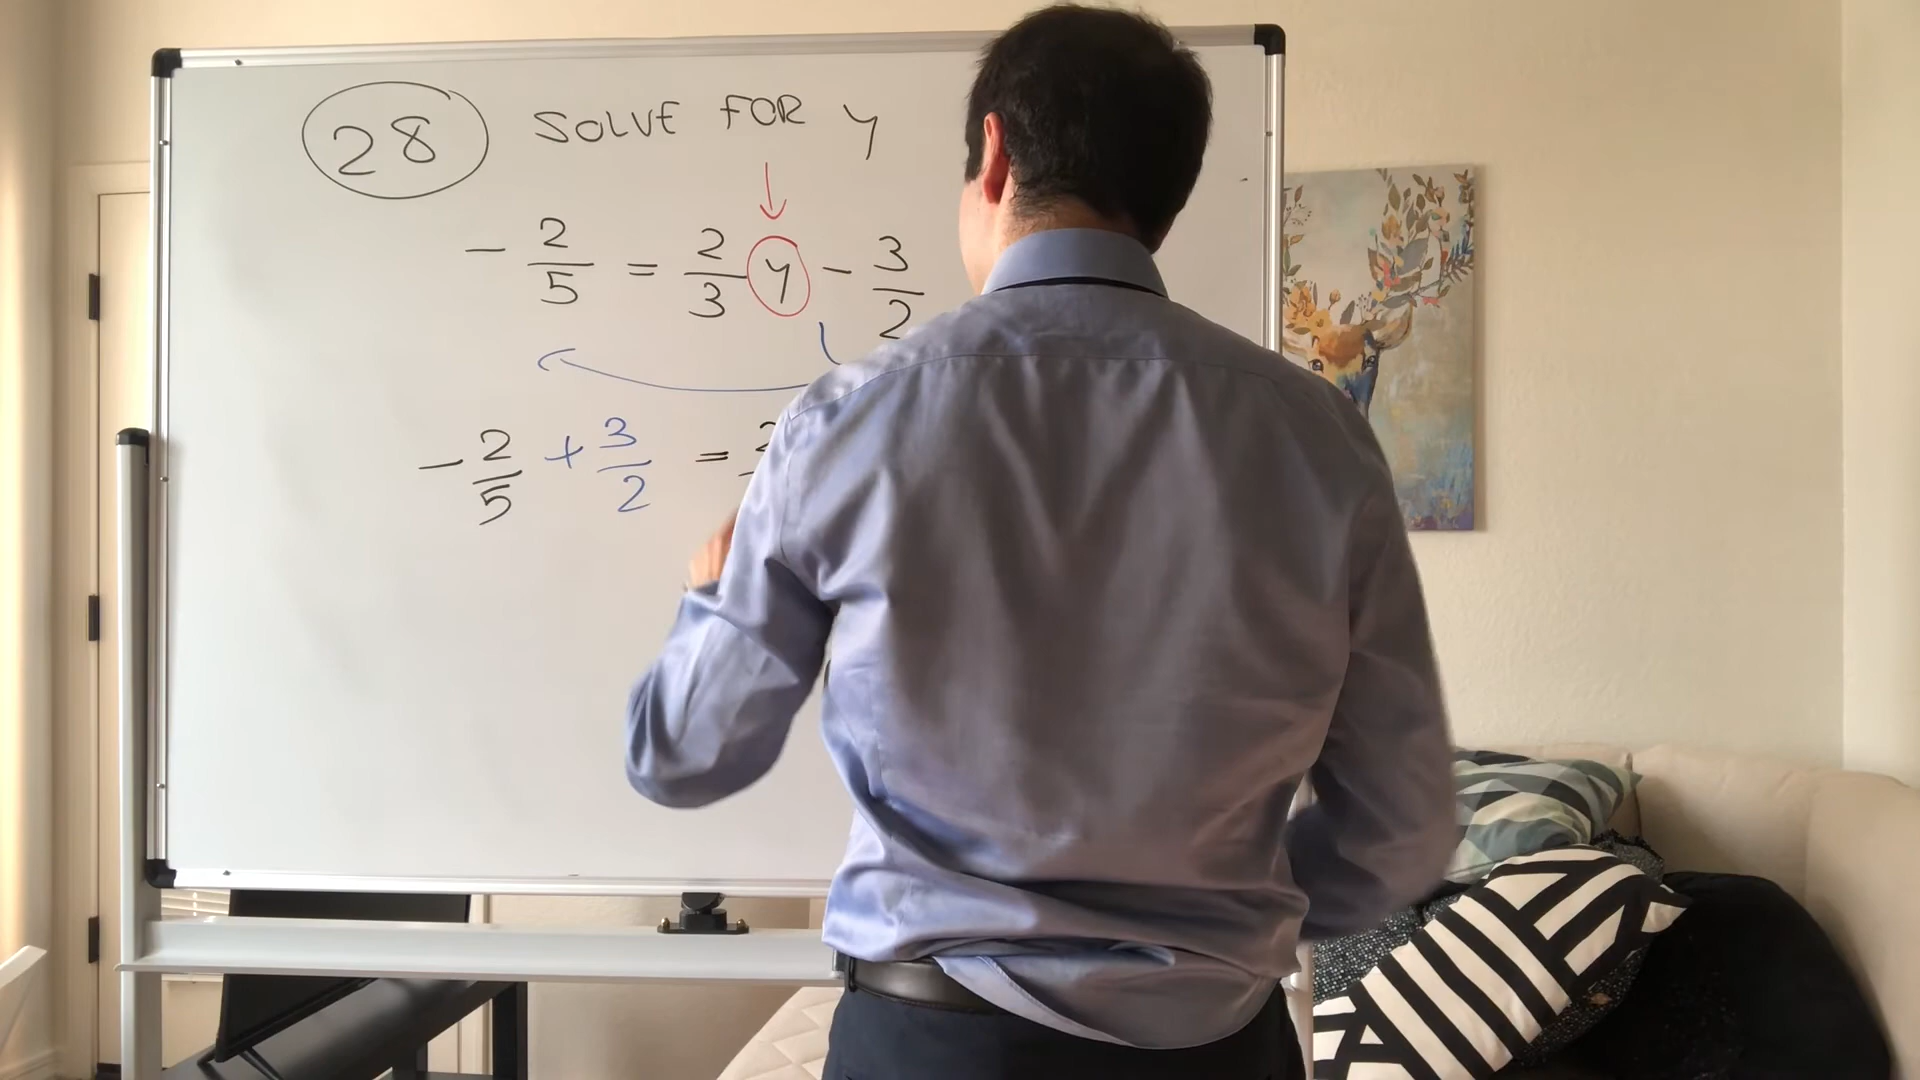 28 SOLVE FOR y
- 2/5 = 2/3 y - 3/2
- 2/5 + 3/2 =